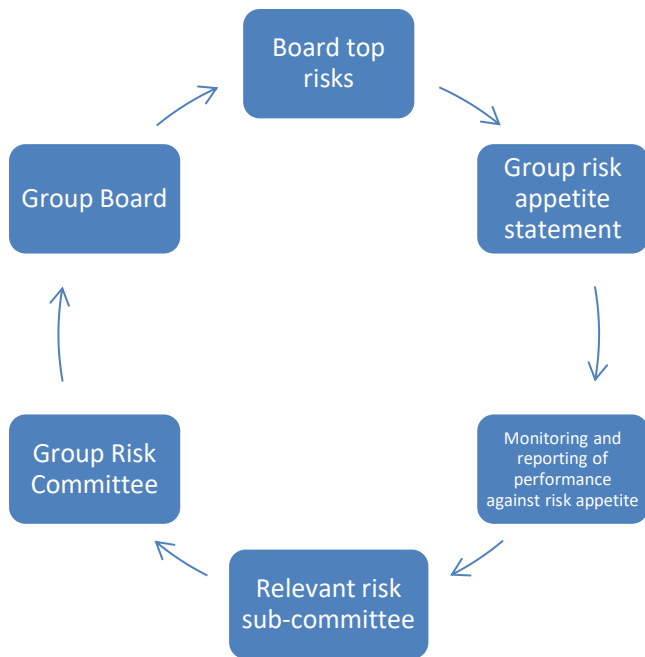 Board top
risks
Group risk
appetite
statement
Monitoring and
reporting of
performance
against risk appetite
Relevant risk
sub-committee
Group Risk
Committee
Group Board